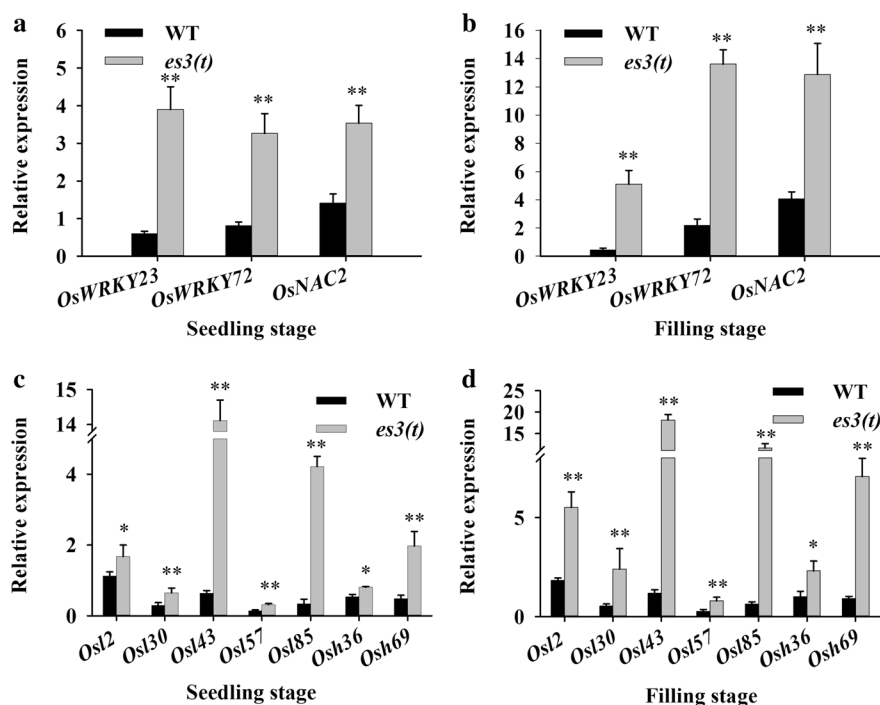 a
WT
es3(t)
Relative expression
6
5
4
3
2
1
0
**
**
**
OsWRKY23
OsWRKY72
OsNAC2
Seedling stage
b
WT
es3(t)
Relative expression
16
14
12
10
8
6
4
2
0
**
**
**
OsWRKY23
OsWRKY72
OsNAC2
Filling stage
c
WT
es3(t)
Relative expression
15
14
4
2
0
*
**
**
**
**
*
**
Osl2
Osl30
Osl43
Osl57
Osl85
Osh36
Osh69
Seedling stage
d
WT
es3(t)
Relative expression
25
20
15
5
0
**
**
**
**
**
*
**
Osl2
Osl30
Osl43
Osl57
Osl85
Osh36
Osh69
Filling stage